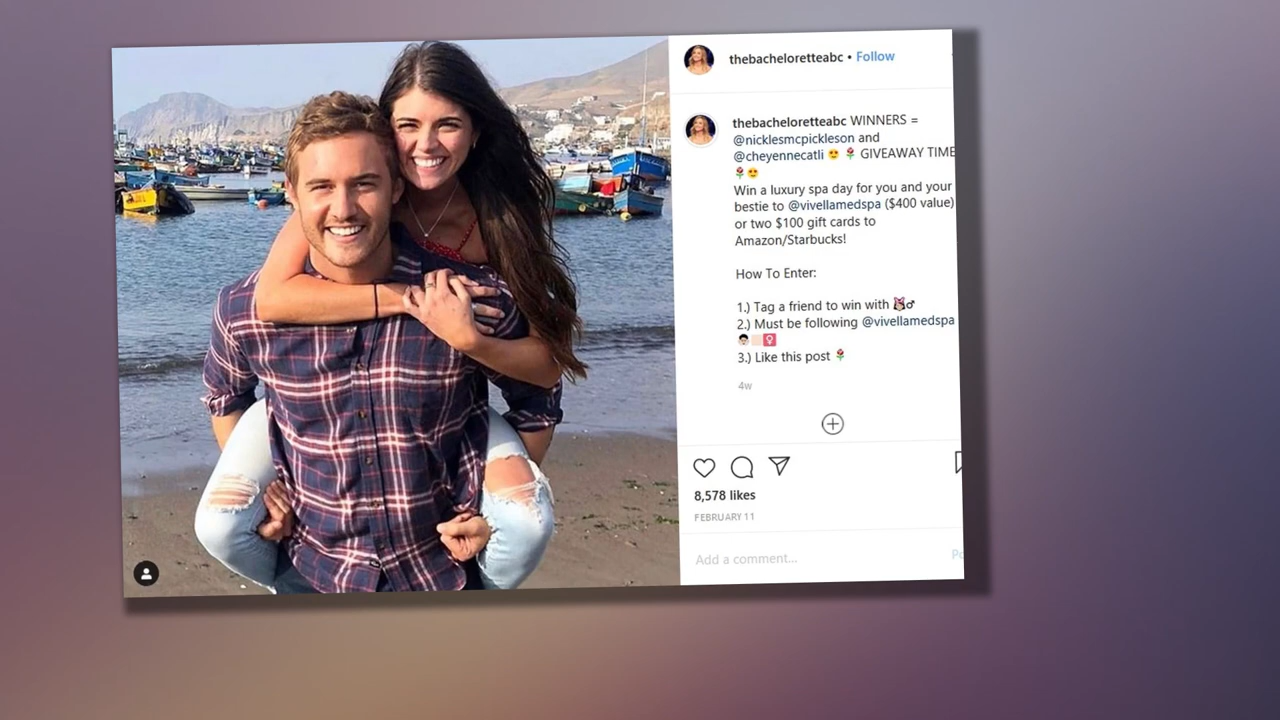 thebacheloretteabc • Follow
thebacheloretteabc WINNERS =
@nicklesmcpickleson and
@cheyennecatli 😍 🌹 GIVEAWAY TIME
🌹😍
Win a luxury spa day for you and your
bestie to @vivellamedspa ($400 value)
or two $100 gift cards to
Amazon/Starbucks!
How To Enter:
1.) Tag a friend to win with
2.) Must be following @vivellamedspa
3.) Like this post 🌹
4w
8,578 likes
FEBRUARY 11
Add a comment...